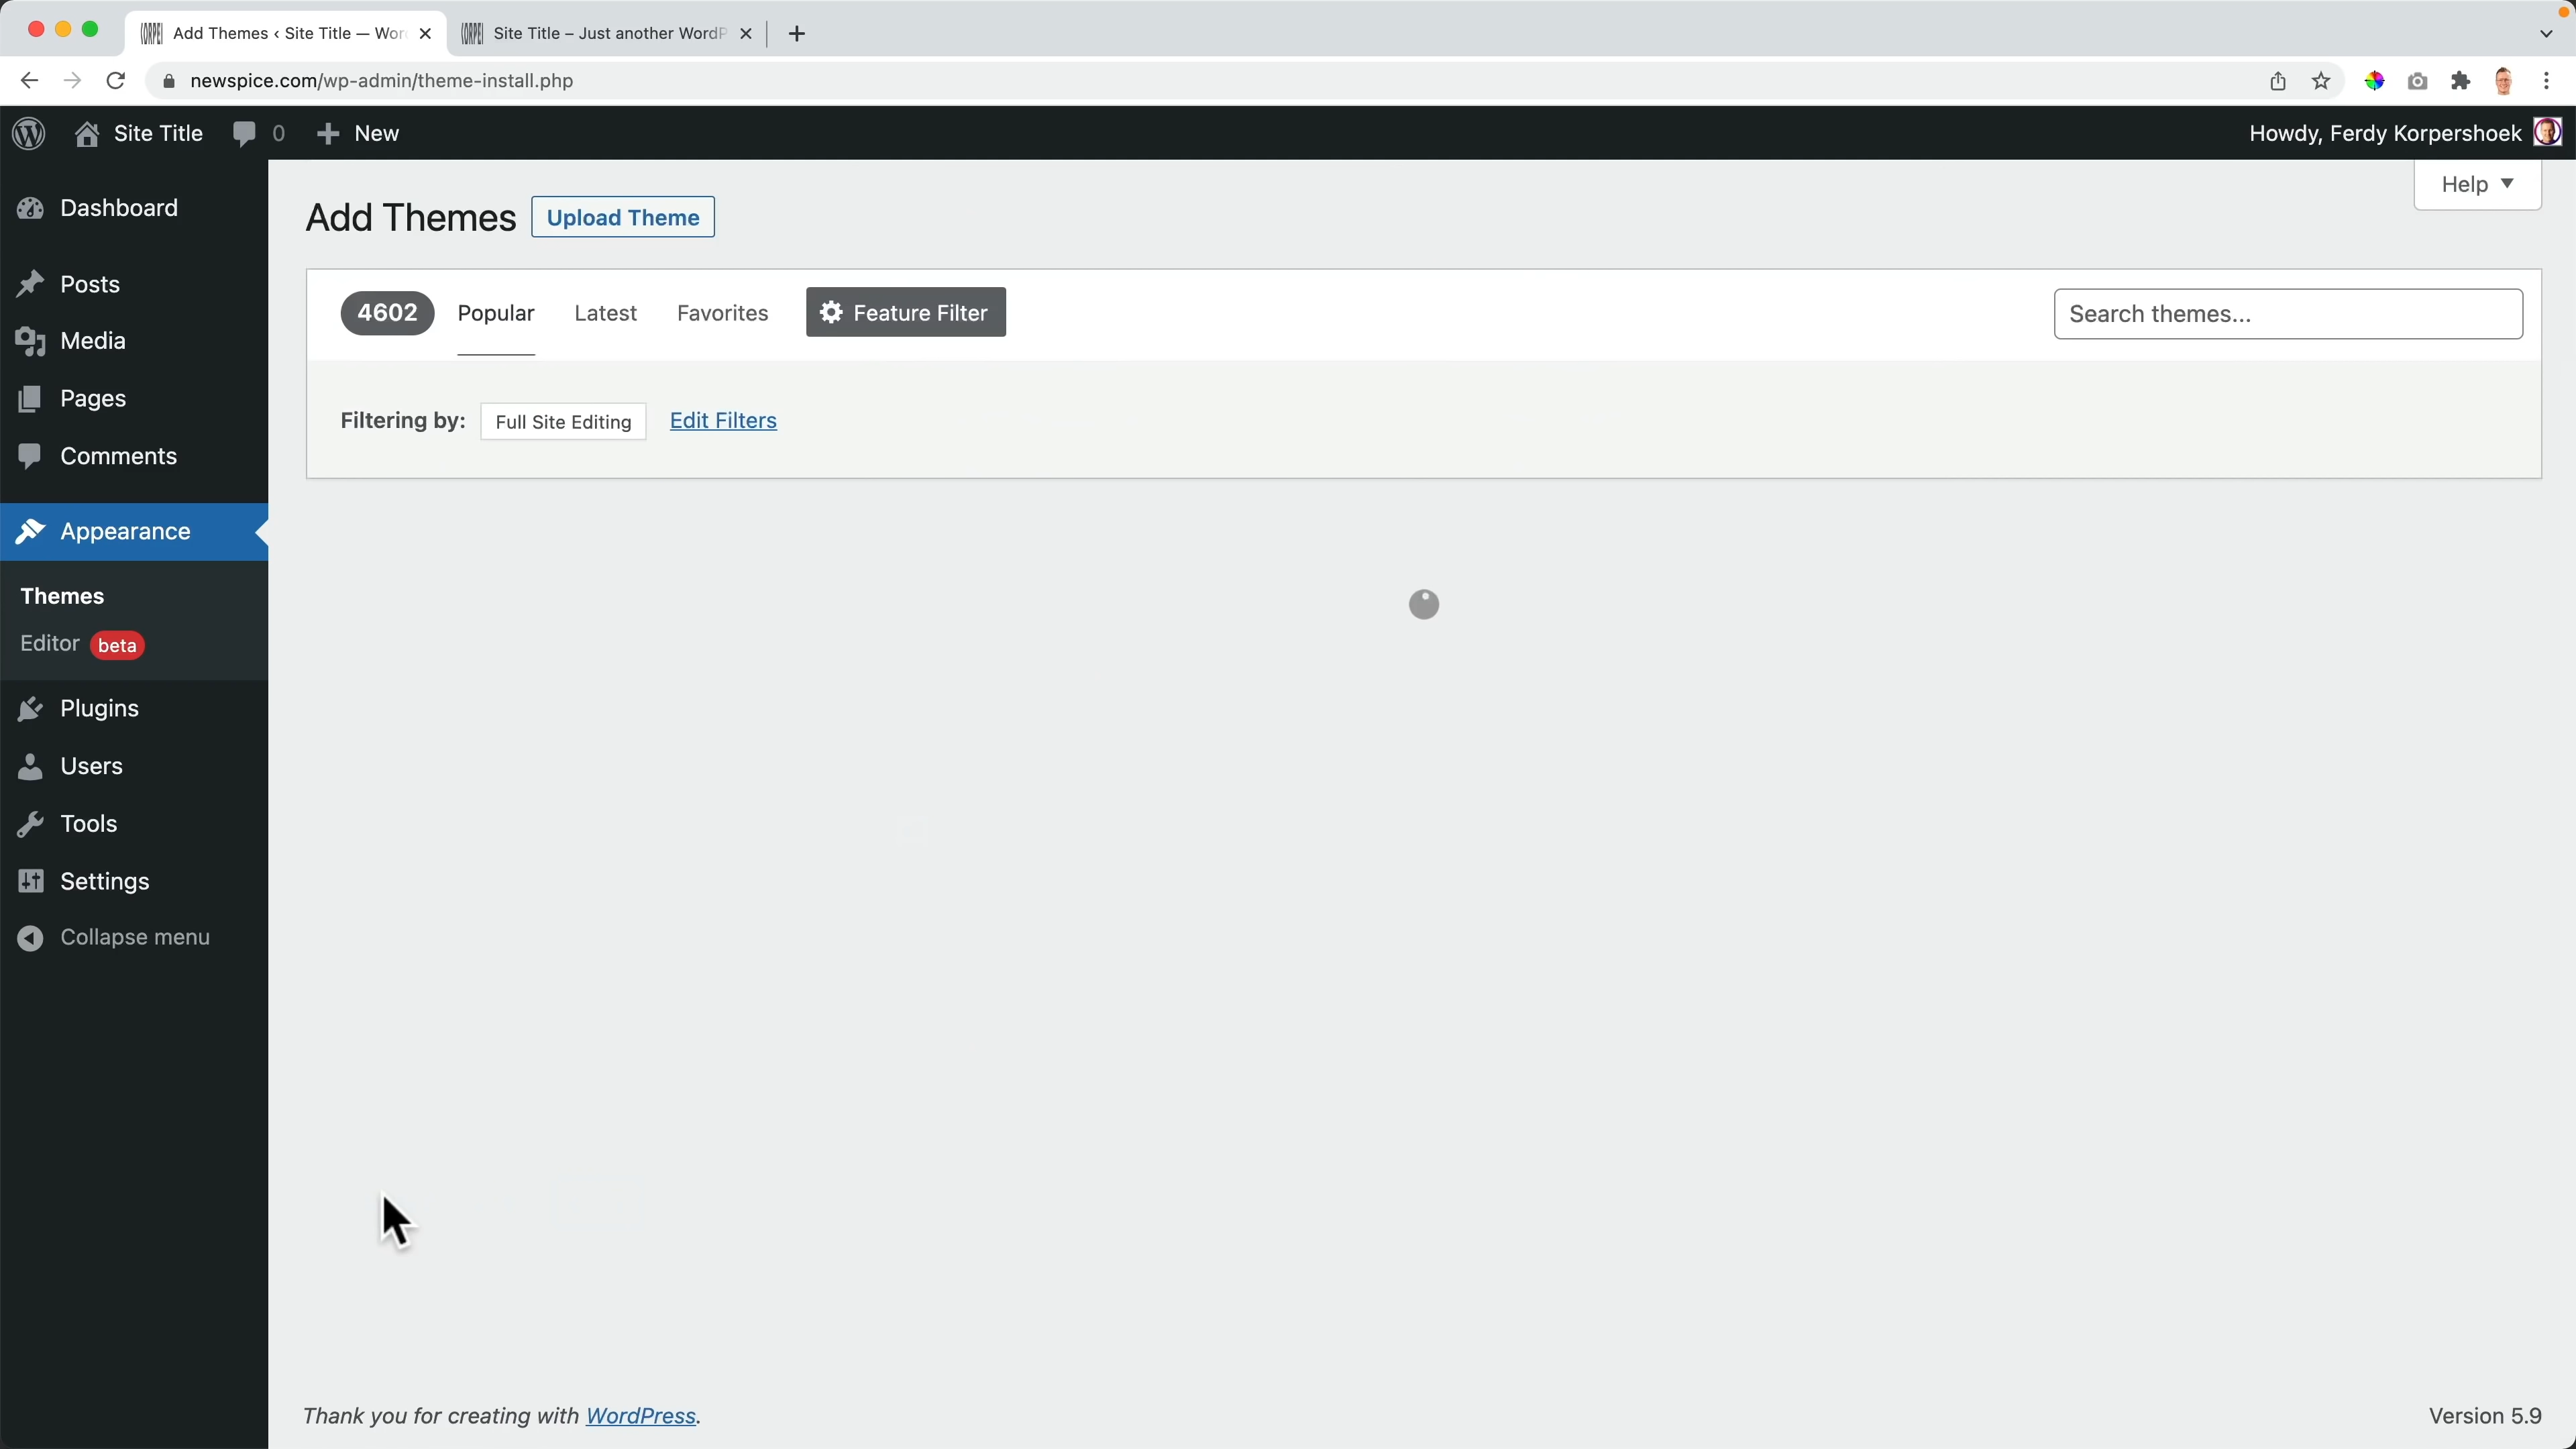 Add Themes ‹ Site Title — Wor
Site Title – Just another WordP
newspice.com/wp-admin/theme-install.php
Site Title
0
New
Howdy, Ferdy Korpershoek
Help
Dashboard
Posts
Media
Pages
Comments
Appearance
Themes
Editor beta
Plugins
Users
Tools
Settings
Collapse menu
Add Themes
Upload Theme
4602 Popular Latest Favorites Feature Filter
Search themes...
Filtering by: Full Site Editing Edit Filters
Thank you for creating with WordPress.
Version 5.9